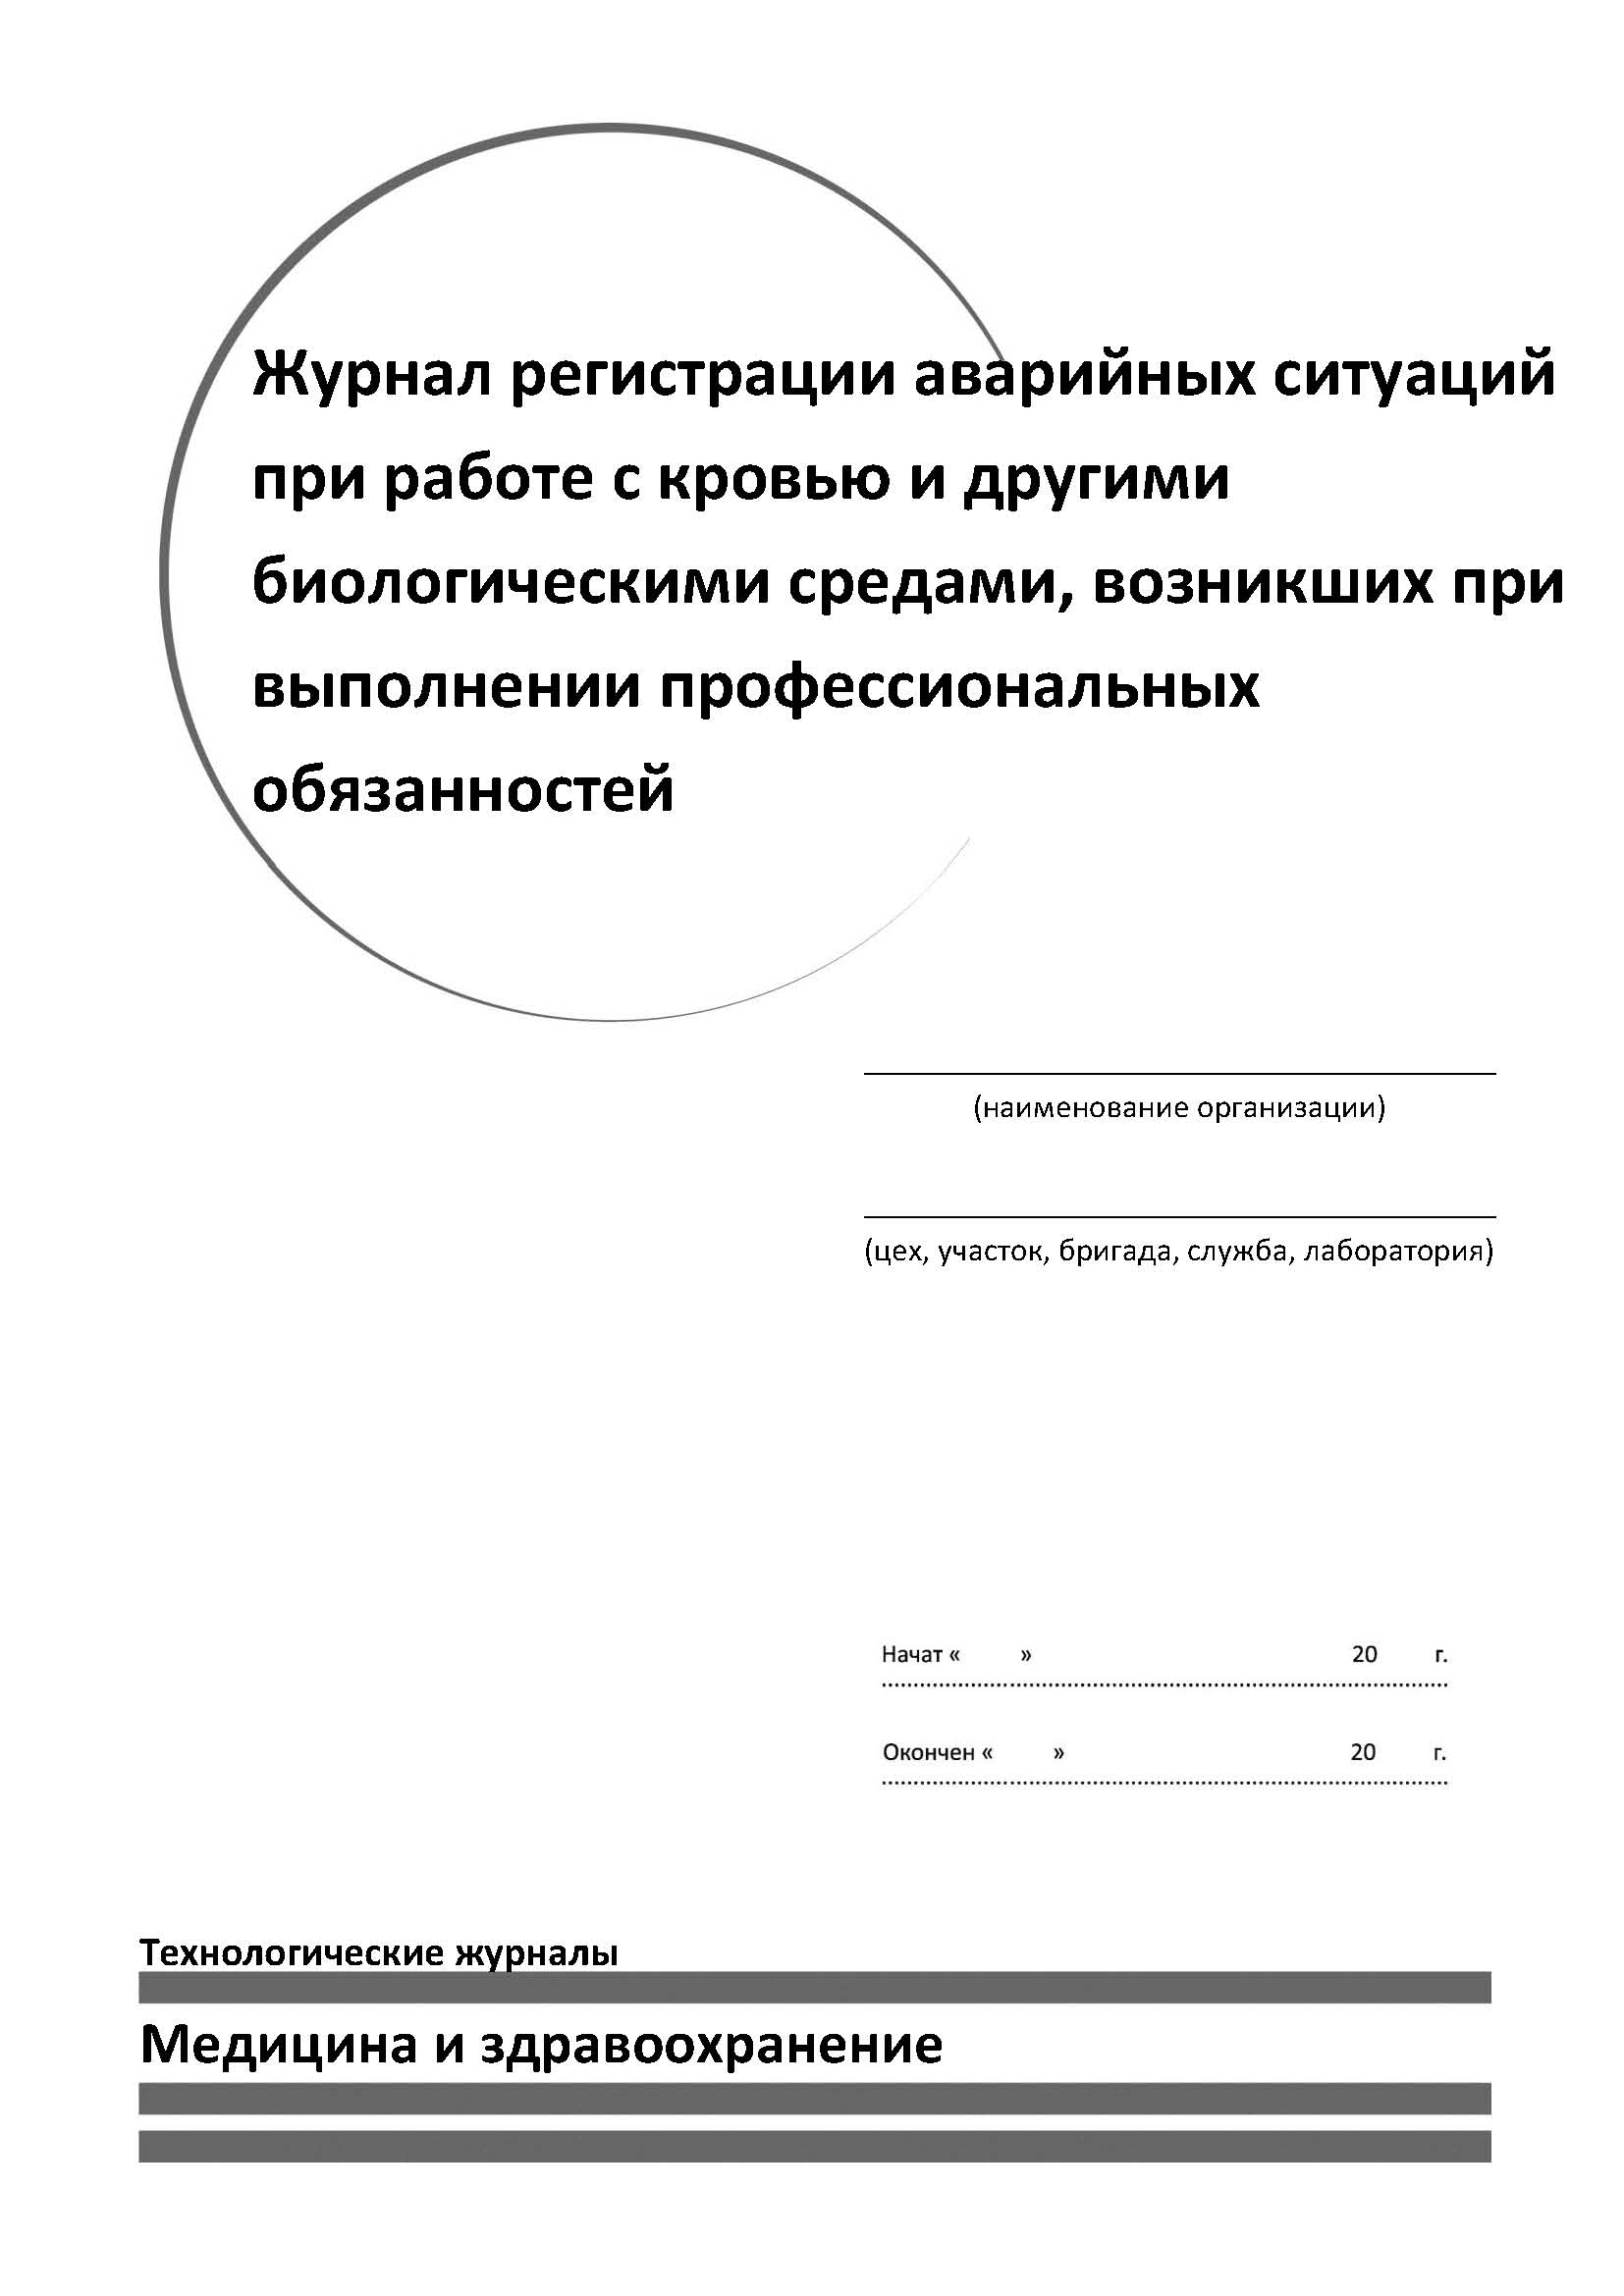 Журнал регистрации аварийных ситуаций
при работе с кровью и другими
биологическими средами, возникших при
выполнении профессиональных
обязанностей
(наименование организации)
(цех, участок, бригада, служба, лаборатория)
Начат « » 20 г.
Окончен « » 20 г.
Технологические журналы
Медицина и здравоохранение